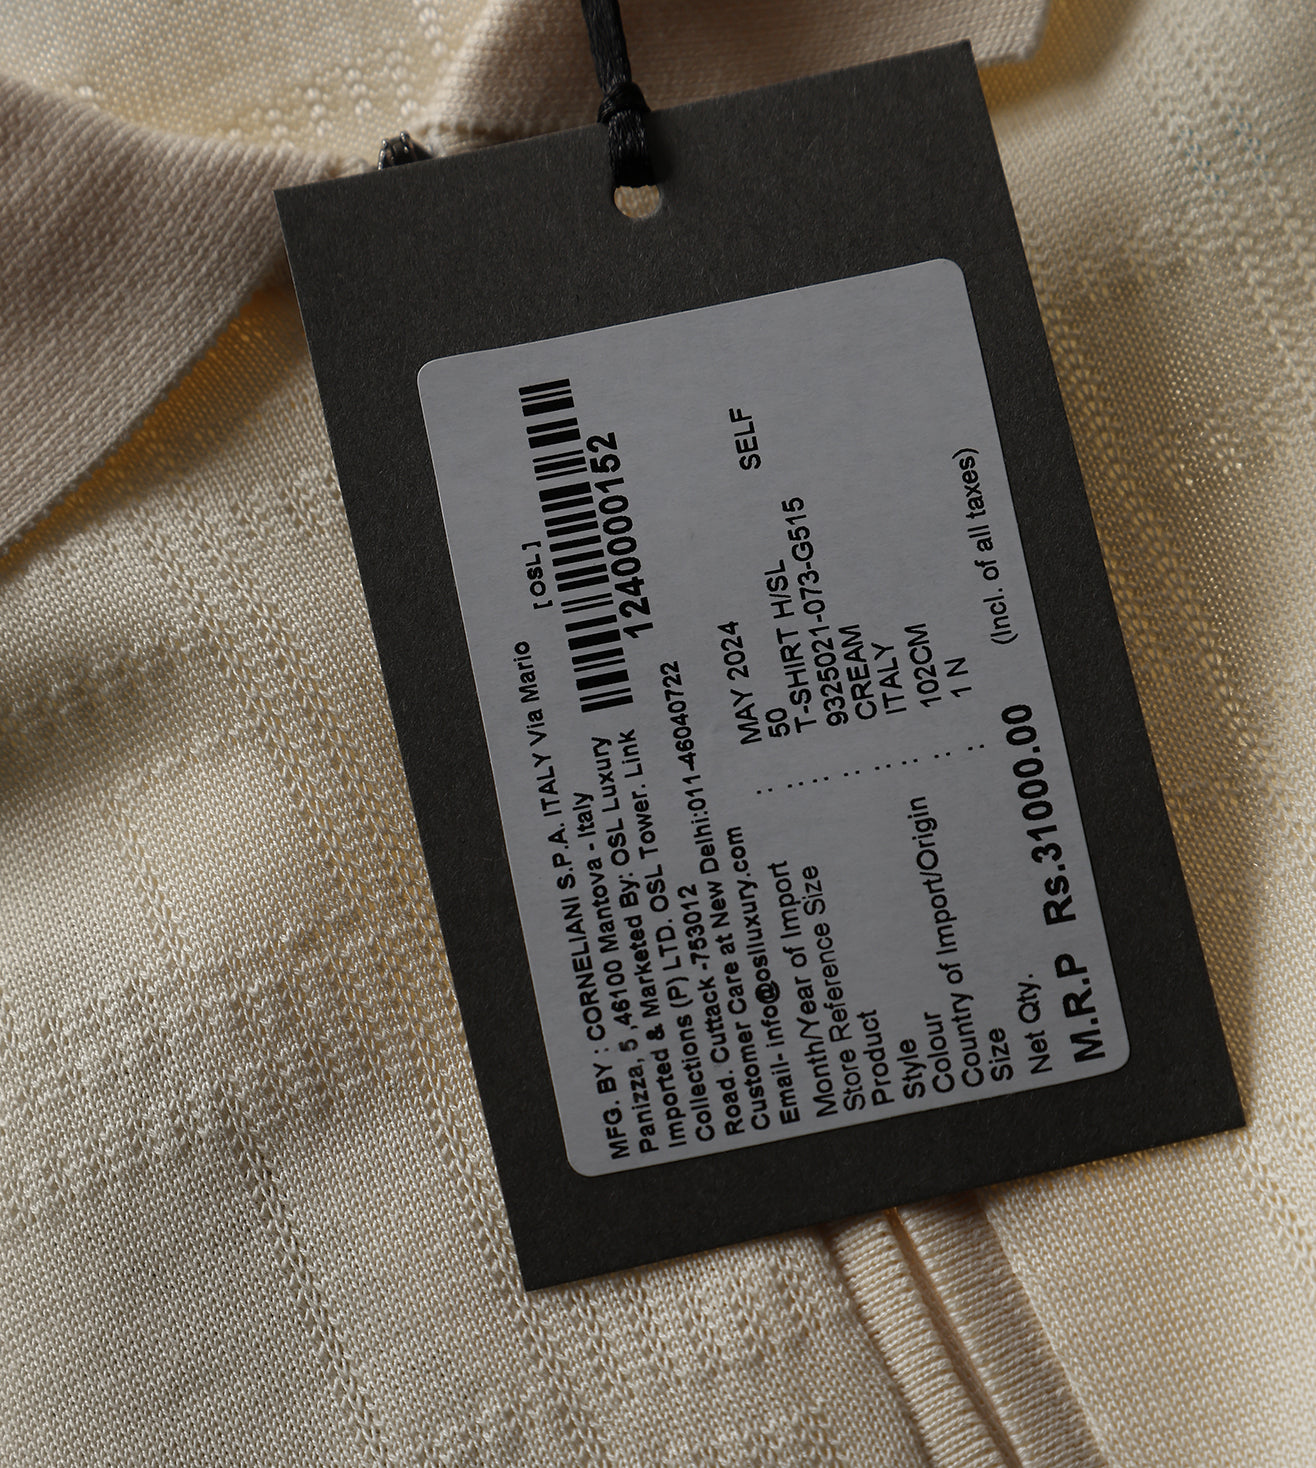 MFG. BY : CORNELIANI S.P.A. ITALY Via Mario
Panizza, 5 ,46100 Mantova - Italy
Imported & Marketed By: OSL Luxury
Collections (P) LTD. OSL Tower. Link
Road. Cuttack -753012
Customer Care at New Delhi:011-46040722
Email- info@oslluxury.com
[OSL]
1240000152
Month/Year of Import : MAY 2024 SELF
Store Reference Size : 50
Product : T-SHIRT H/SL
Style : 9325021-073-G515
Colour : CREAM
Country of Import/Origin : ITALY
Size : 102CM
Net Qty. : 1 N
M.R.P Rs.31000.00 (Incl. of all taxes)